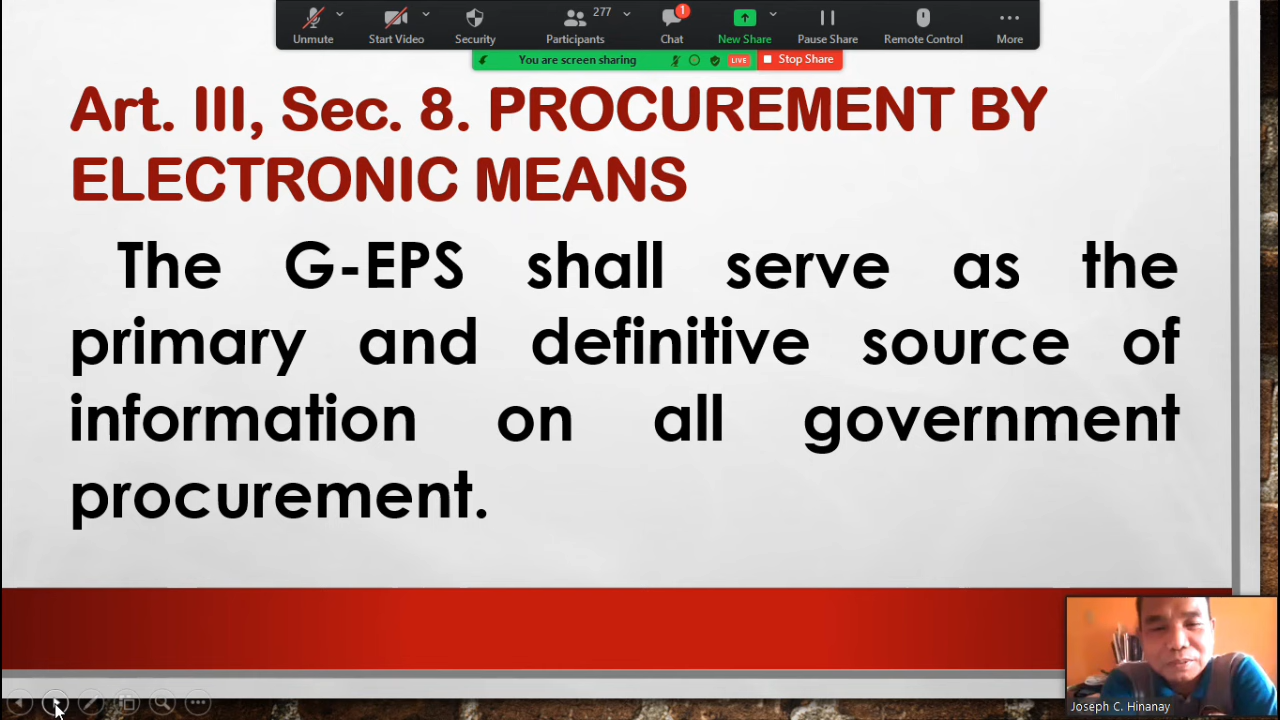 277
1
Unmute
Start Video
Security
Participants
Chat
New Share
Pause Share
Remote Control
More
You are screen sharing
LIVE
Stop Share
Art. III, Sec. 8. PROCUREMENT BY
ELECTRONIC MEANS
The G-EPS shall serve as the
primary and definitive source of
information on all government
procurement.
Joseph C. Hinanay